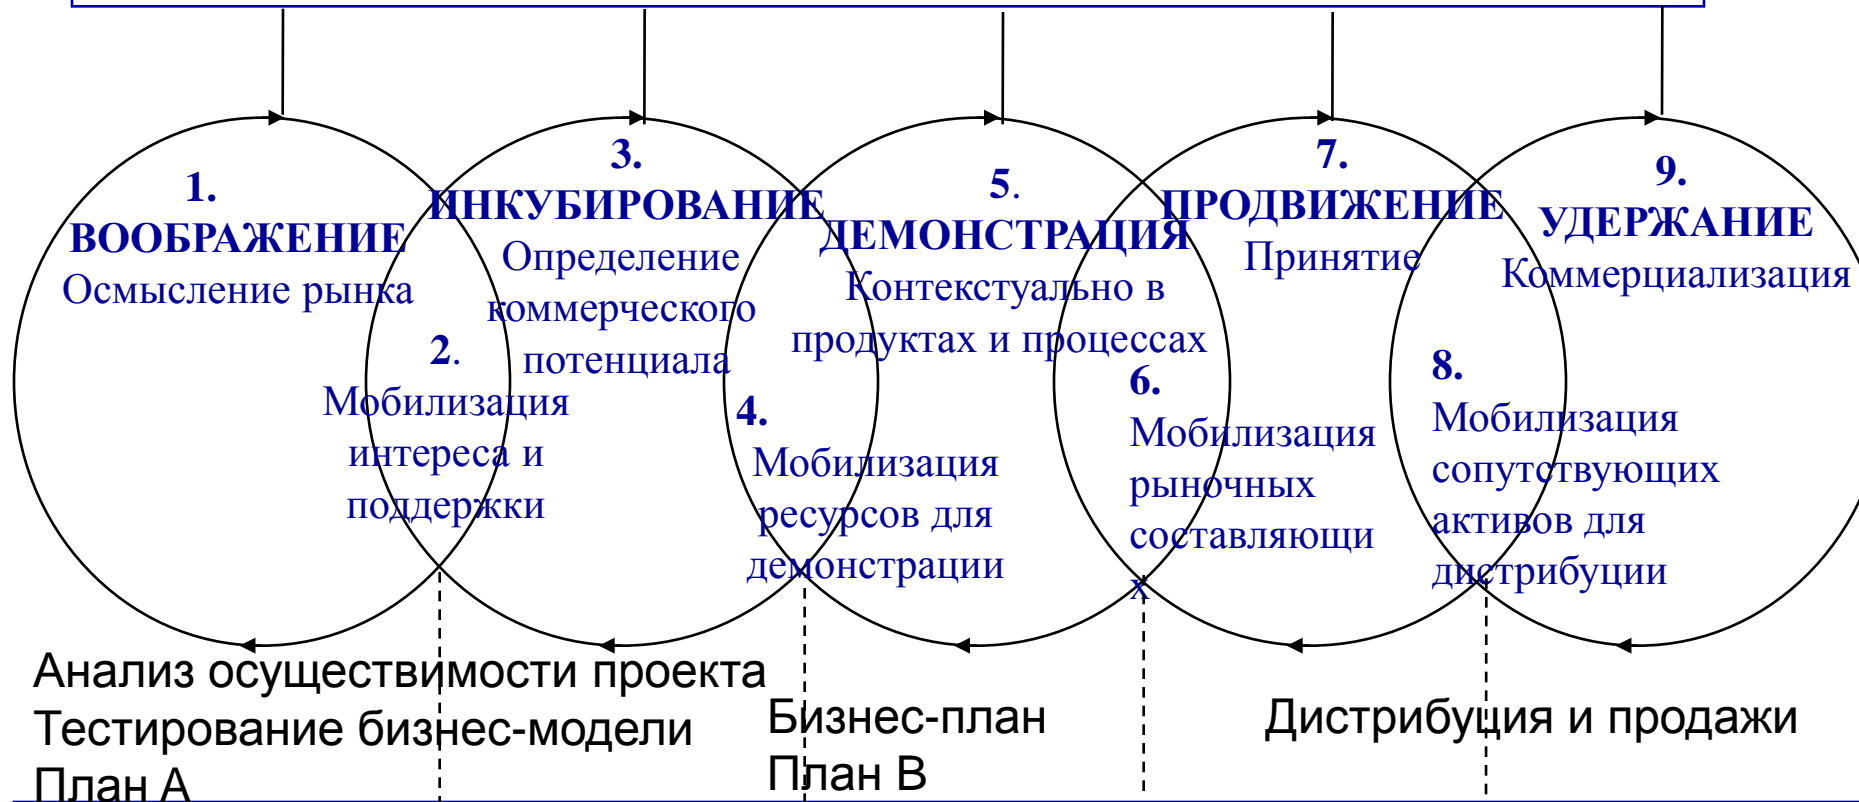 1.
ВООБРАЖЕНИЕ
Осмысление рынка
2.
Мобилизация
интереса и
поддержки
3.
ИНКУБИРОВАНИЕ
Определение
коммерческого
потенциала
4.
Мобилизация
ресурсов для
демонстрации
5.
ДЕМОНСТРАЦИЯ
Контекстуально в
продуктах и процессах
6.
Мобилизация
рыночных
составляющи
х
7.
ПРОДВИЖЕНИЕ
Принятие
8.
Мобилизация
сопутствующих
активов для
дистрибуции
9.
УДЕРЖАНИЕ
Коммерциализация
Анализ осуществимости проекта
Тестирование бизнес-модели
План А
Бизнес-план
План В
Дистрибуция и продажи